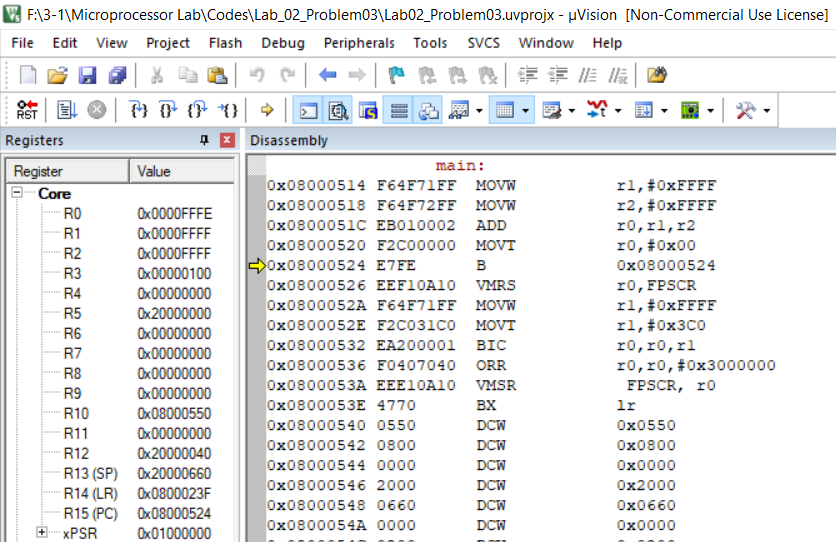 F:\3-1\Microprocessor Lab\Codes\Lab_02_Problem03\Lab02_Problem03.uvprojx - µVision [Non-Commercial Use License]
File Edit View Project Flash Debug Peripherals Tools SVCS Window Help
RST
Registers
Register Value
Core
R0 0x0000FFFE
R1 0x0000FFFF
R2 0x0000FFFF
R3 0x00000100
R4 0x00000000
R5 0x20000000
R6 0x00000000
R7 0x00000000
R8 0x00000000
R9 0x00000000
R10 0x08000550
R11 0x00000000
R12 0x20000040
R13 (SP) 0x20000660
R14 (LR) 0x0800023F
R15 (PC) 0x08000524
xPSR 0x01000000
Disassembly
main:
0x08000514 F64F71FF MOVW r1,#0xFFFF
0x08000518 F64F72FF MOVW r2,#0xFFFF
0x0800051C EB010002 ADD r0,r1,r2
0x08000520 F2C00000 MOVT r0,#0x00
0x08000524 E7FE B 0x08000524
0x08000526 EEF10A10 VMRS r0,FPSCR
0x0800052A F64F71FF MOVW r1,#0xFFFF
0x0800052E F2C031C0 MOVT r1,#0x3C0
0x08000532 EA200001 BIC r0,r0,r1
0x08000536 F0407040 ORR r0,r0,#0x3000000
0x0800053A EEE10A10 VMSR FPSCR, r0
0x0800053E 4770 BX lr
0x08000540 0550 DCW 0x0550
0x08000542 0800 DCW 0x0800
0x08000544 0000 DCW 0x0000
0x08000546 2000 DCW 0x2000
0x08000548 0660 DCW 0x0660
0x0800054A 0000 DCW 0x0000